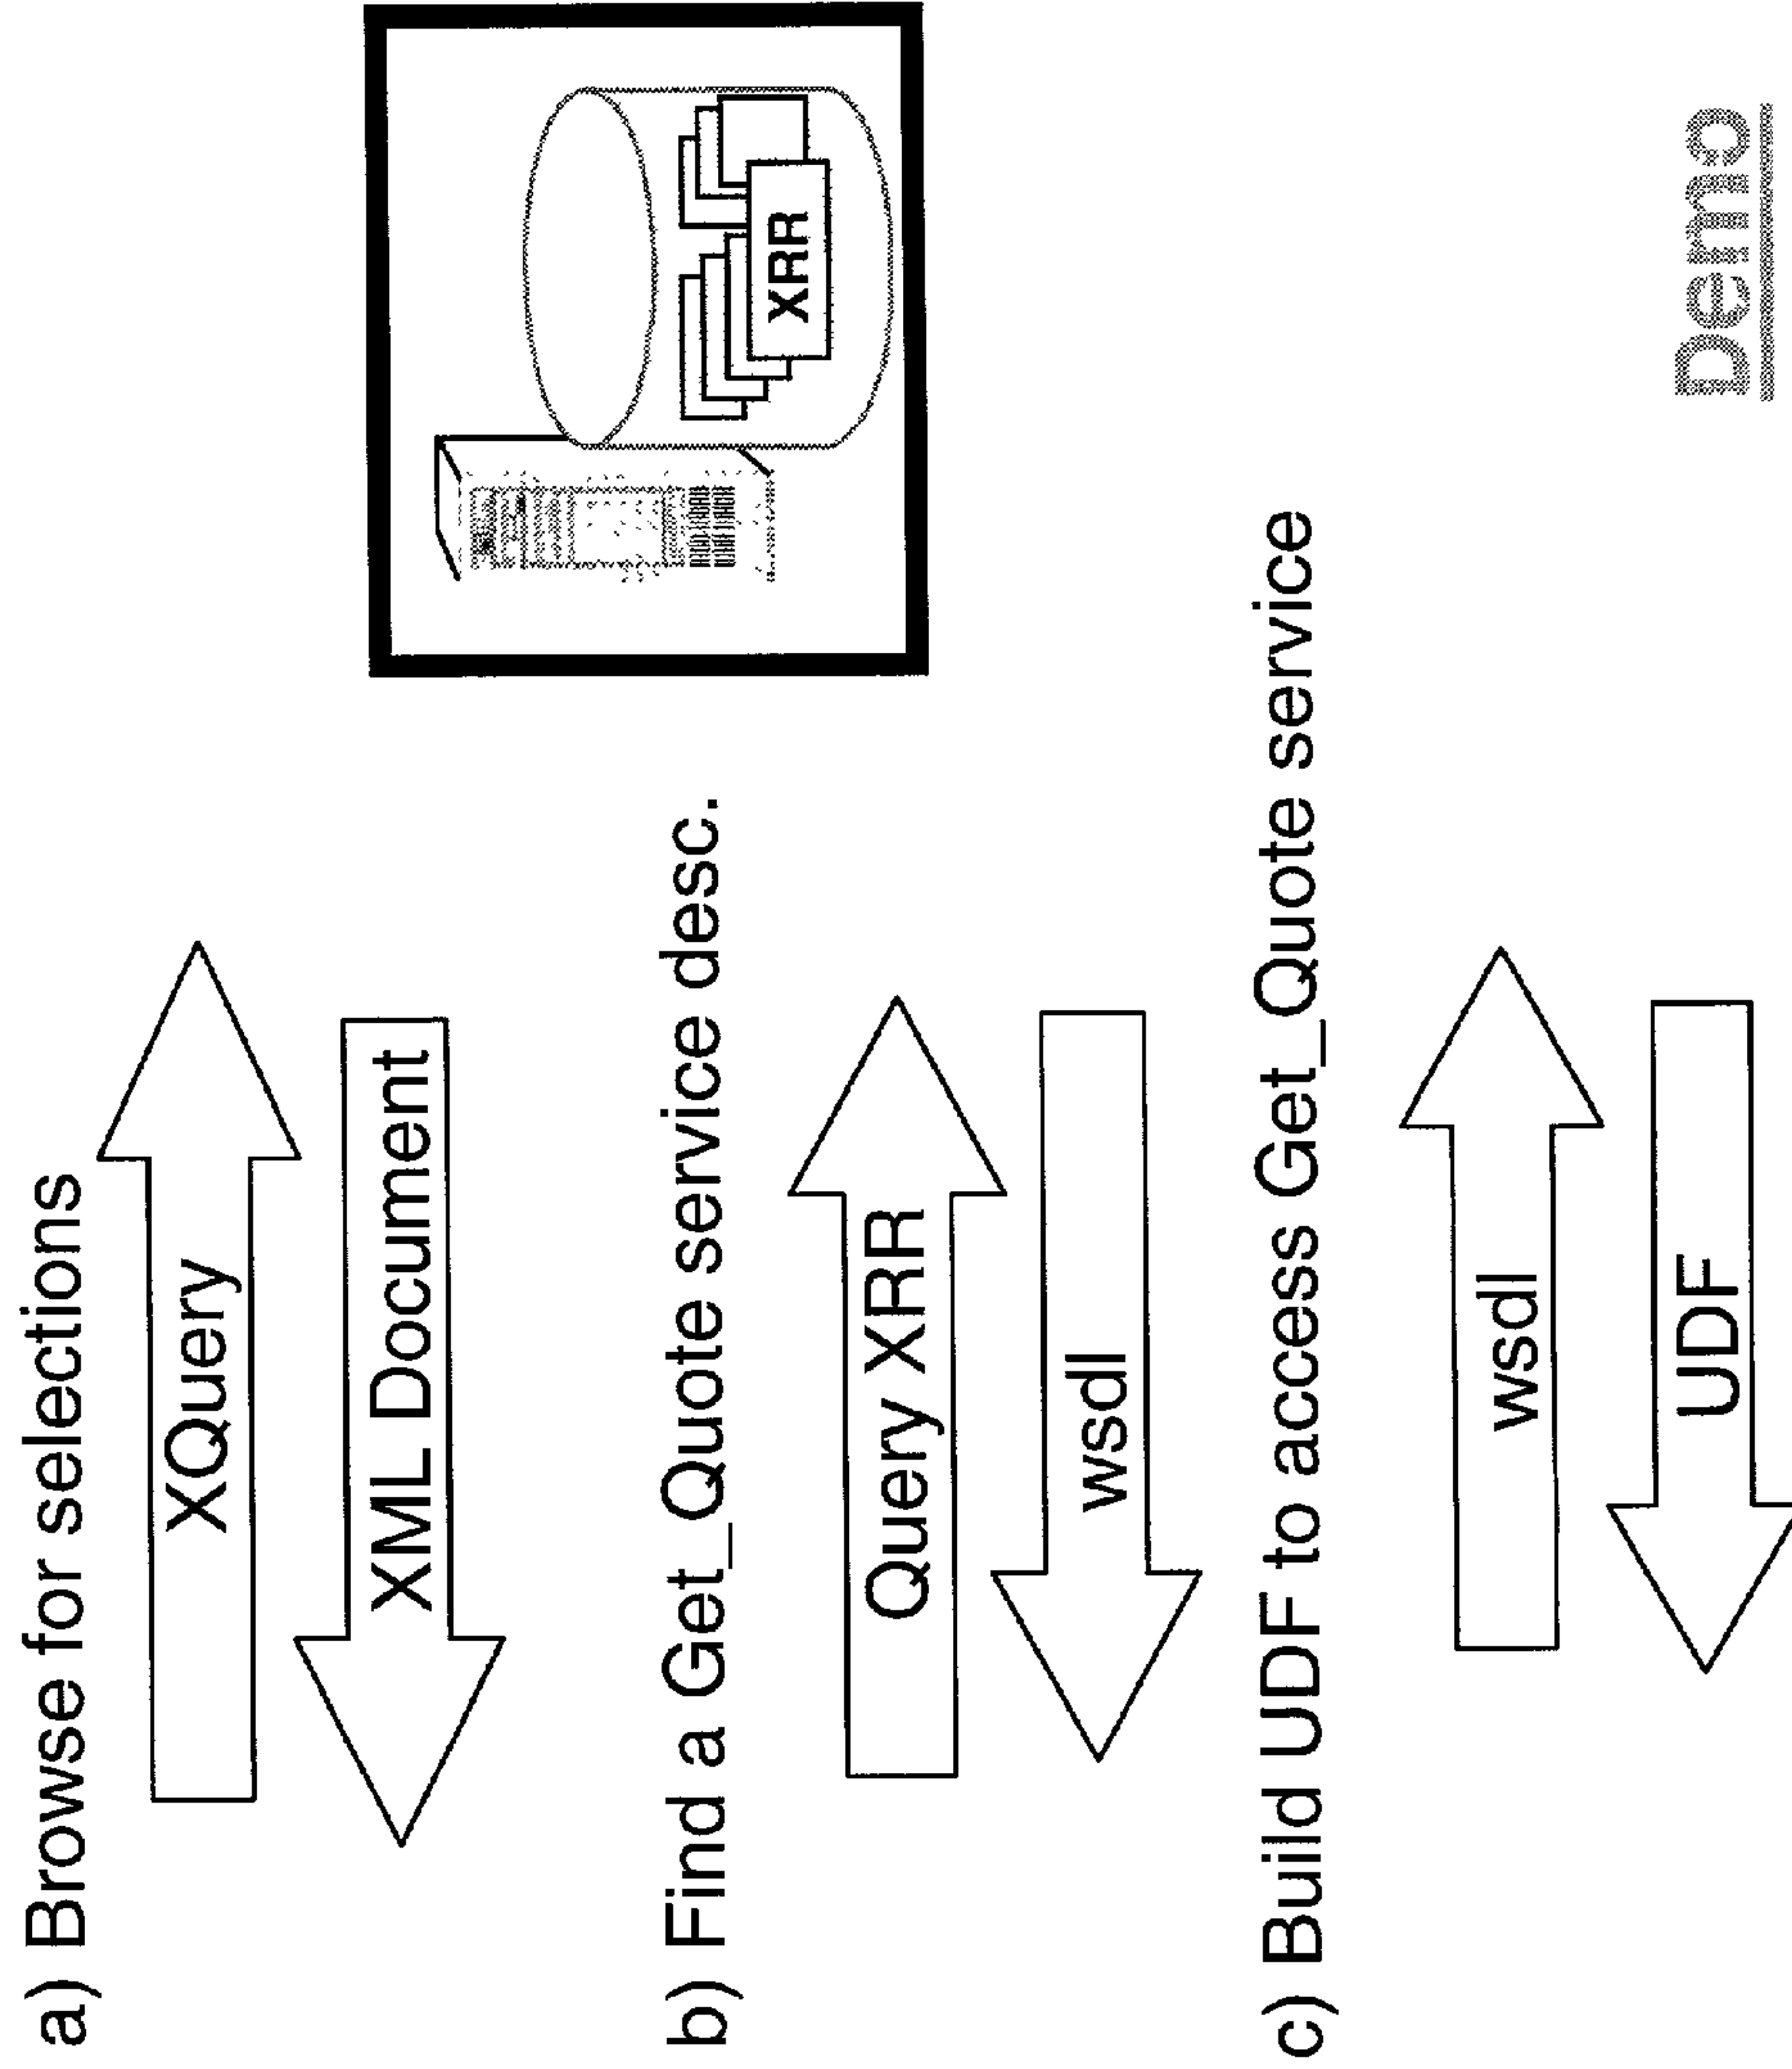 a) Browse for selections
XQuery
XML Document
b) Find a Get_Quote service desc.
Query XRR
wsdl
c) Build UDF to access Get_Quote service
wsdl
UDF
XRR
Demo